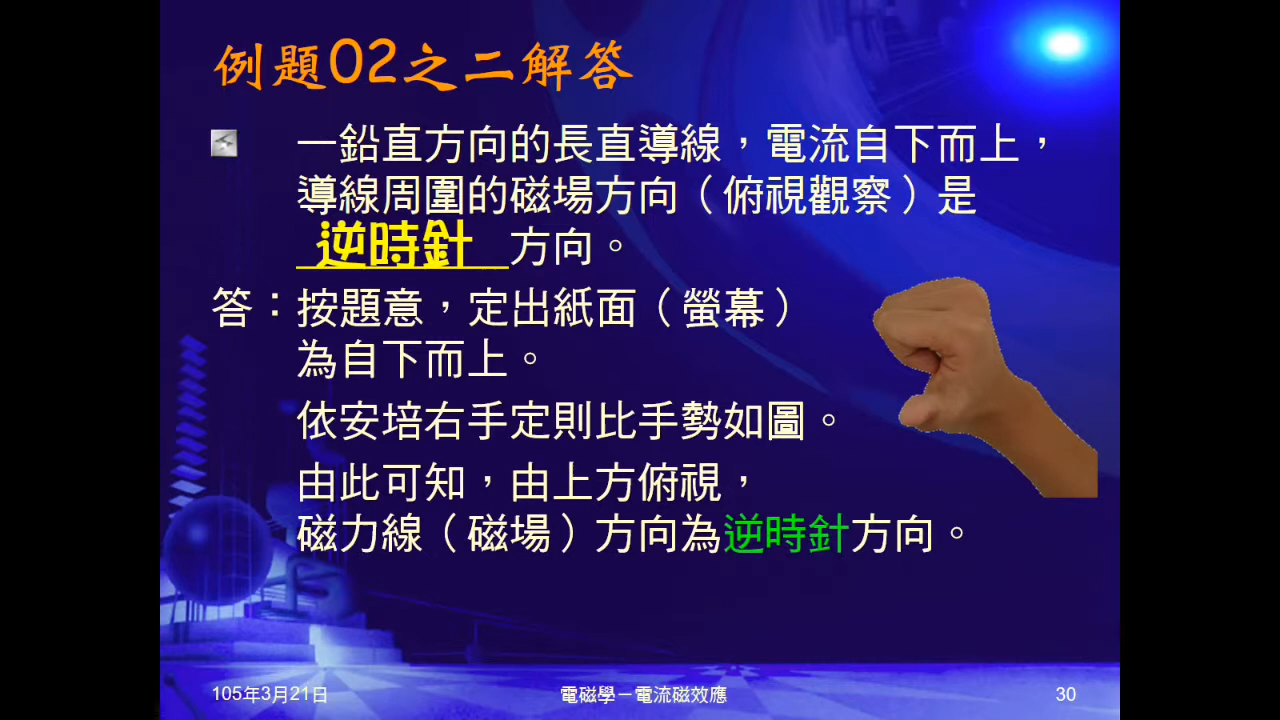 例題02之二解答
一鉛直方向的長直導線，電流自下而上，
導線周圍的磁場方向（俯視觀察）是
逆時針方向。
答：按題意，定出紙面（螢幕）
為自下而上。
依安培右手定則比手勢如圖。
由此可知，由上方俯視，
磁力線（磁場）方向為逆時針方向。
105年3月21日
電磁學－電流磁效應
30